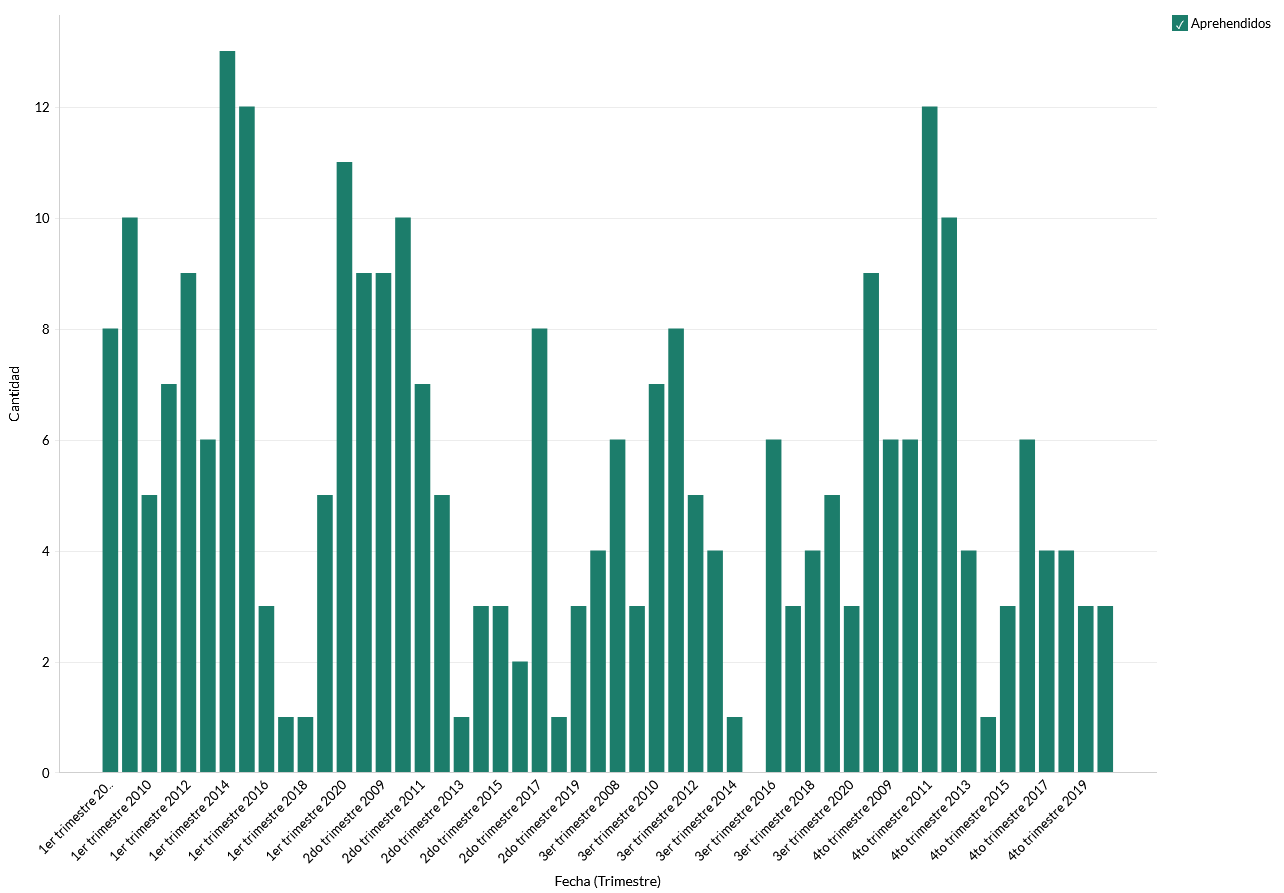 Aprehendidos
12
10
8
6
4
2
0
Cantidad
1er trimestre 20..
1er trimestre 2010
1er trimestre 2012
1er trimestre 2014
1er trimestre 2016
1er trimestre 2018
1er trimestre 2020
2do trimestre 2009
2do trimestre 2011
2do trimestre 2013
2do trimestre 2015
2do trimestre 2017
2do trimestre 2019
3er trimestre 2008
3er trimestre 2010
3er trimestre 2012
3er trimestre 2014
3er trimestre 2016
3er trimestre 2018
3er trimestre 2020
4to trimestre 2009
4to trimestre 2011
4to trimestre 2013
4to trimestre 2015
4to trimestre 2017
4to trimestre 2019
Fecha (Trimestre)